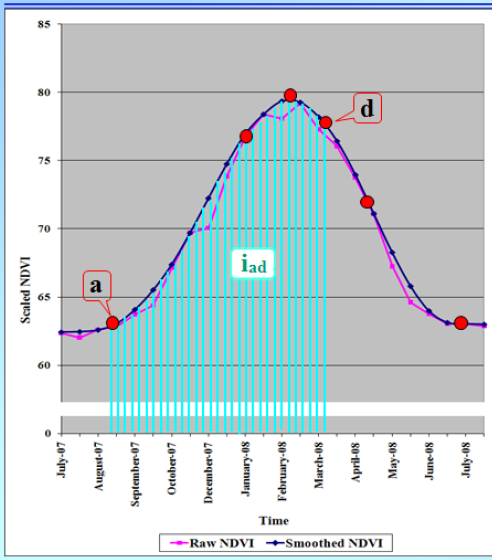 85
80
75
70
65
60
0
Scaled NDVI
a
d
iad
July-07
August-07
September-07
October-07
December-07
January-08
February-08
March-08
April-08
May-08
June-08
July-08
Time
Raw NDVI Smoothed NDVI